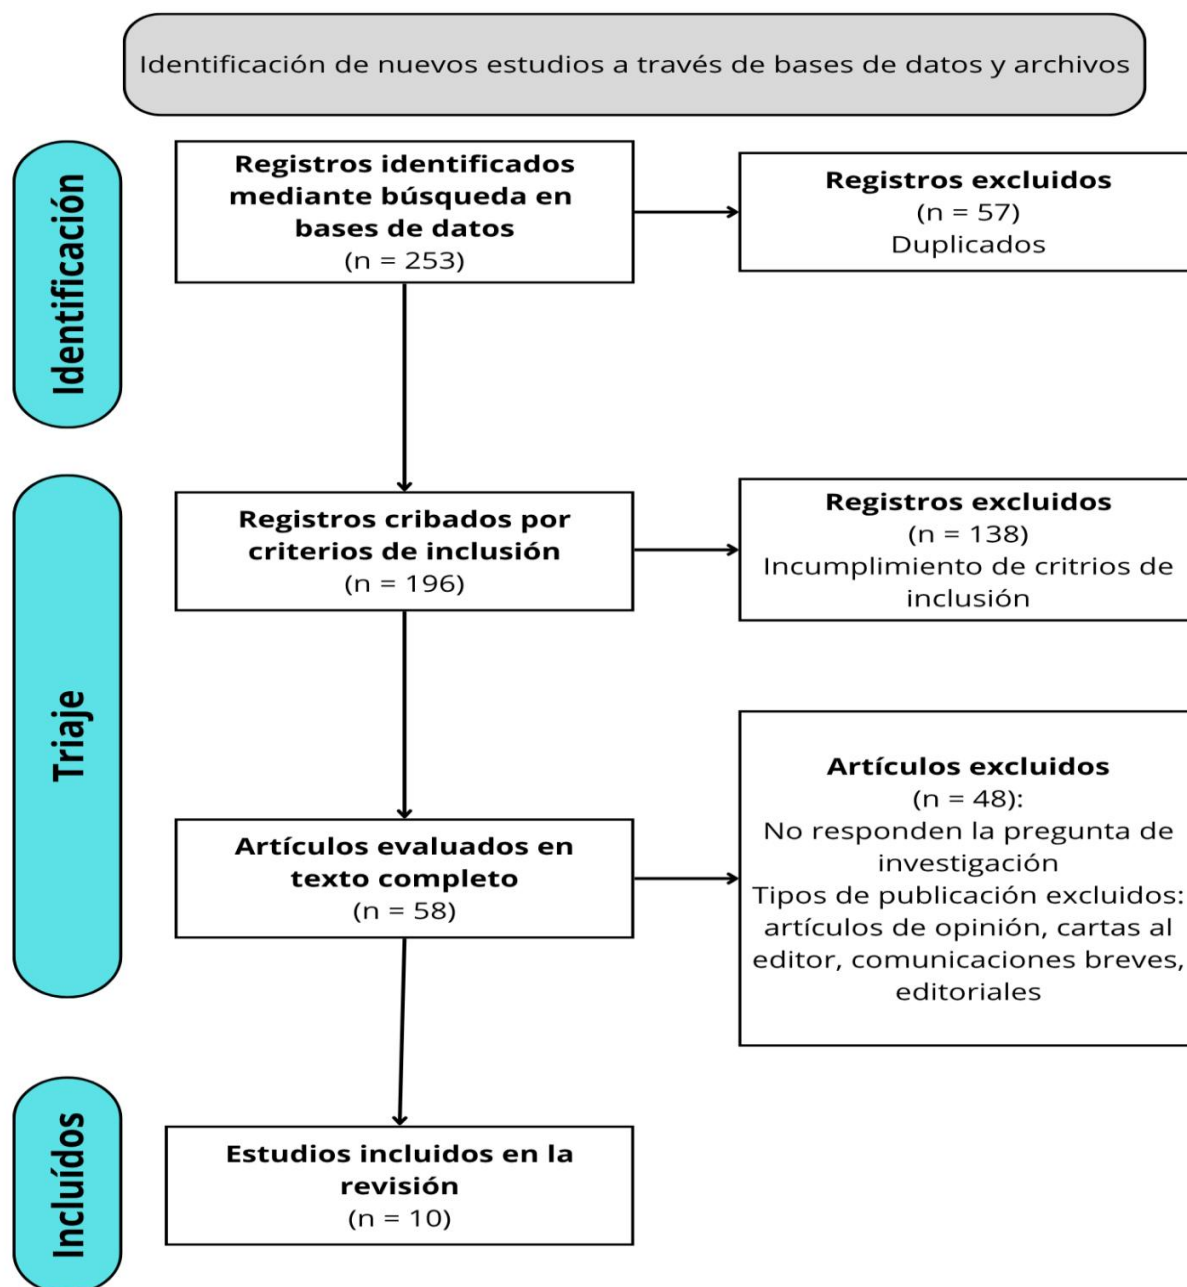 Identificación de nuevos estudios a través de bases de datos y archivos
Identificación
Registros identificados
mediante búsqueda en
bases de datos
(n = 253)
Registros excluidos
(n = 57)
Duplicados
Triaje
Registros cribados por
criterios de inclusión
(n = 196)
Registros excluidos
(n = 138)
Incumplimiento de critrios de
inclusión
Artículos evaluados en
texto completo
(n = 58)
Artículos excluidos
(n = 48):
No responden la pregunta de
investigación
Tipos de publicación excluidos:
artículos de opinión, cartas al
editor, comunicaciones breves,
editoriales
Incluídos
Estudios incluidos en la
revisión
(n = 10)